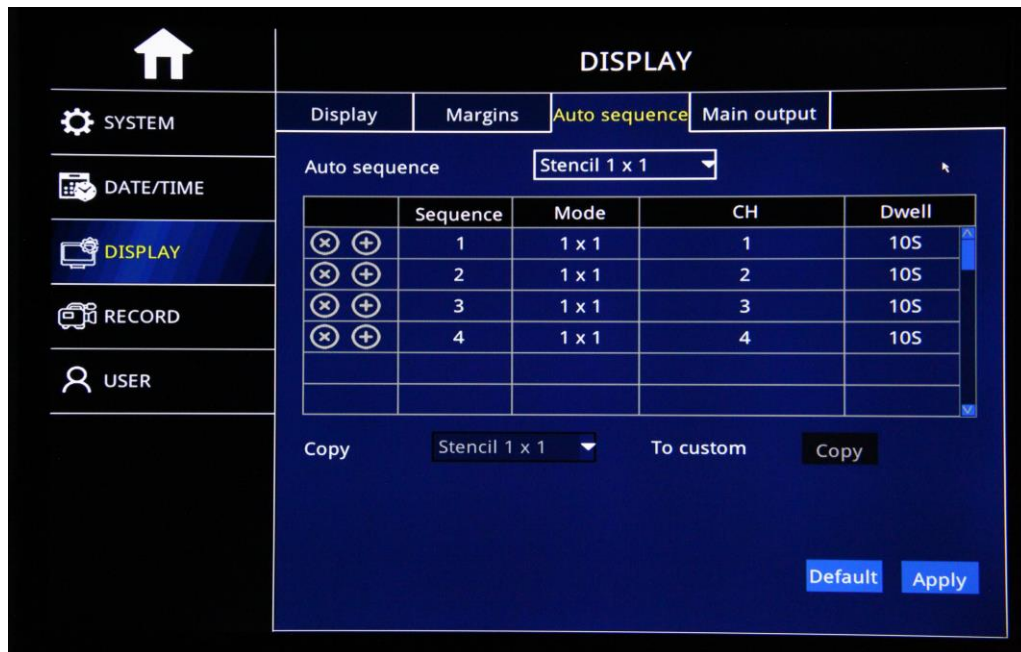 DISPLAY
SYSTEM
DATE/TIME
DISPLAY
RECORD
USER
Display Margins Auto sequence Main output
Auto sequence Stencil 1 x 1
Sequence Mode CH Dwell
1 1 x 1 1 10S
2 1 x 1 2 10S
3 1 x 1 3 10S
4 1 x 1 4 10S
Copy Stencil 1 x 1 To custom Copy
Default Apply